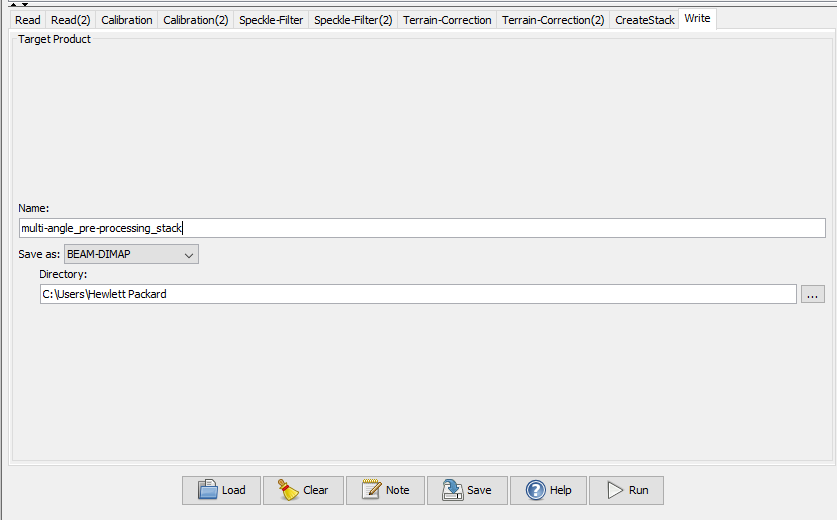 Read Read(2) Calibration Calibration(2) Speckle-Filter Speckle-Filter(2) Terrain-Correction Terrain-Correction(2) CreateStack Write
Target Product
Name:
multi-angle_pre-processing_stack
Save as: BEAM-DIMAP
Directory:
C:\Users\Hewlett Packard ...
Load Clear Note Save Help Run